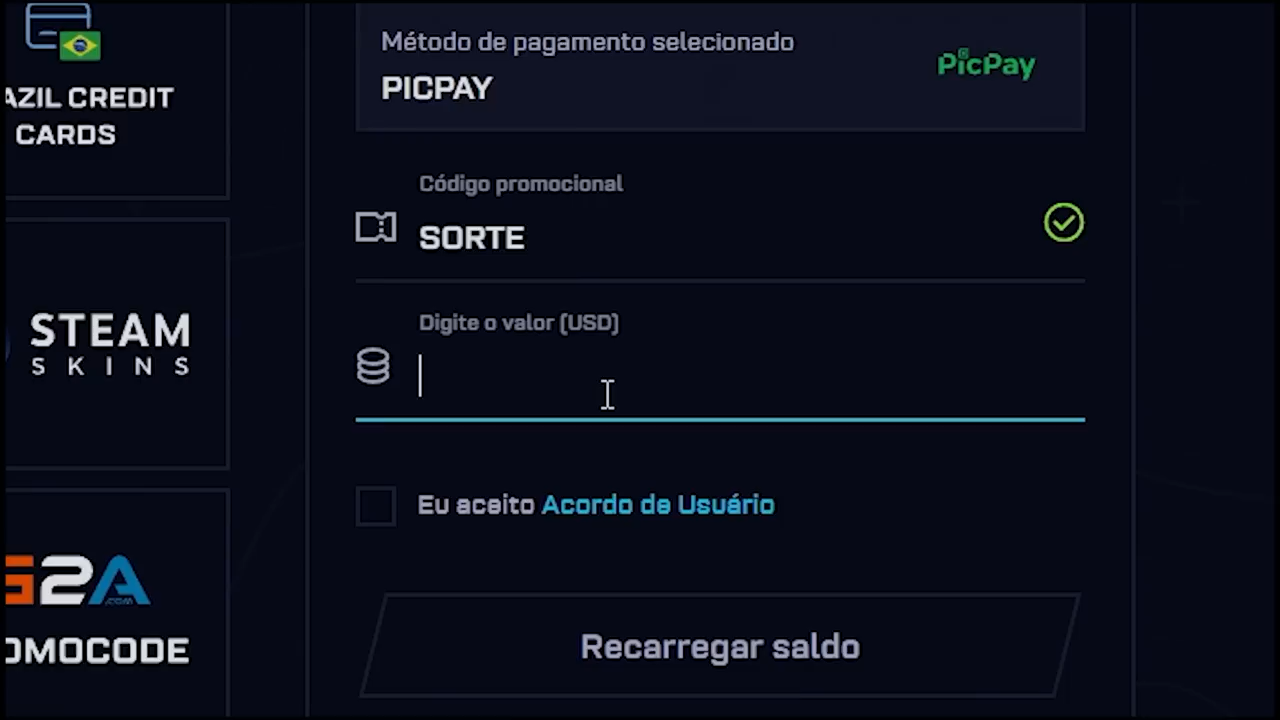 AZIL CREDIT
CARDS
STEAM
SKINS
G2A
.COM
OMOCODE
Método de pagamento selecionado
PICPAY
PicPay
Código promocional
SORTE
Digite o valor (USD)
Eu aceito Acordo de Usuário
Recarregar saldo